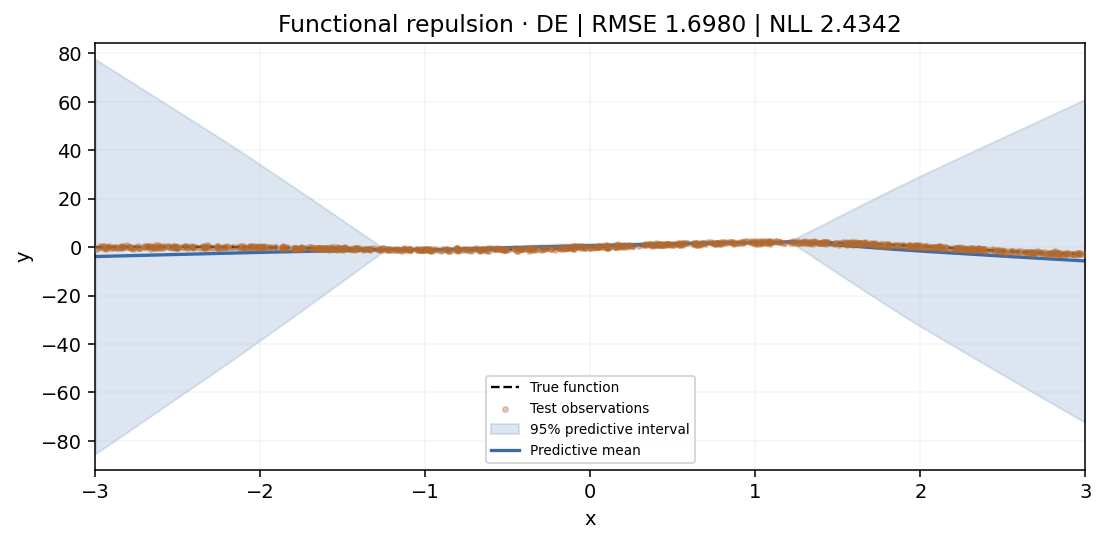 Functional repulsion · DE | RMSE 1.6980 | NLL 2.4342
y
80
60
40
20
0
−20
−40
−60
−80
True function
Test observations
95% predictive interval
Predictive mean
−3 −2 −1 0 1 2 3
x